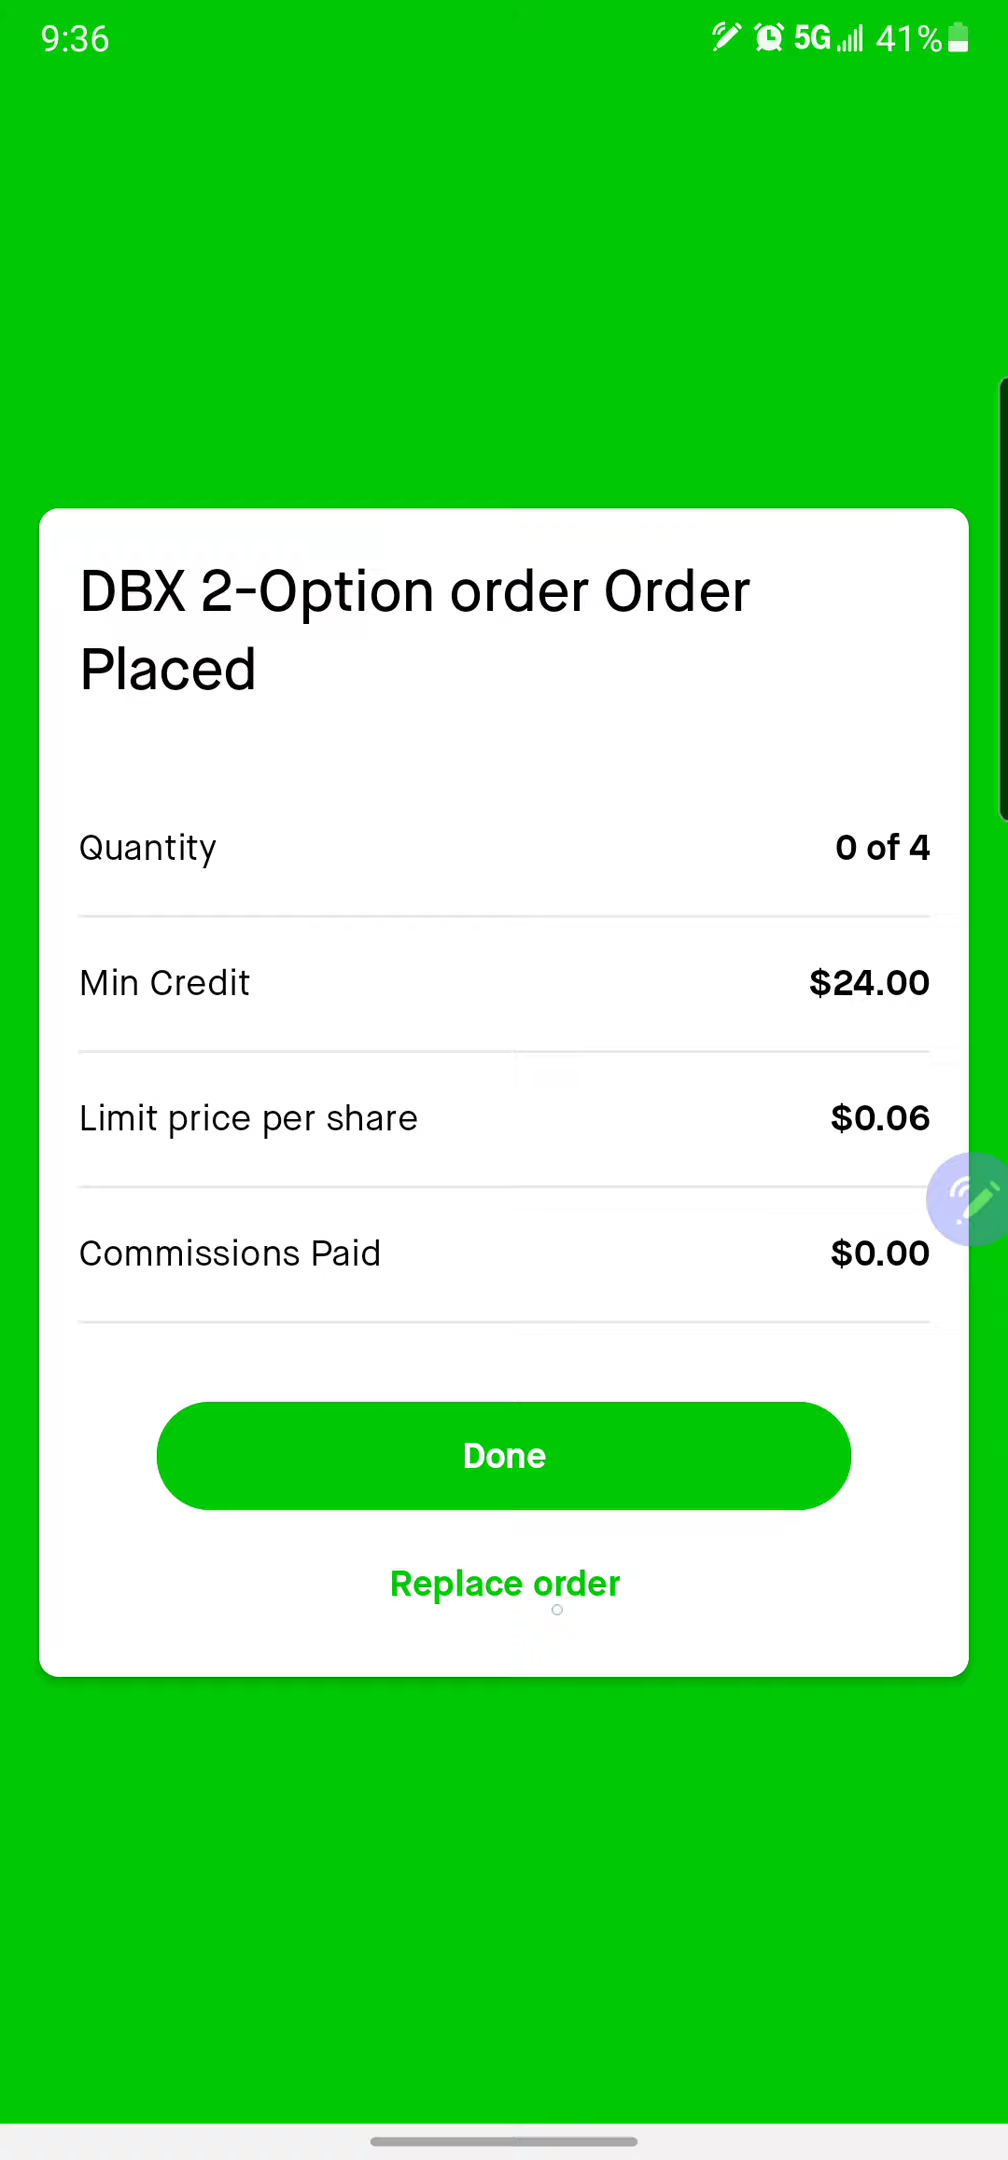 9:36 5G 41%
DBX 2-Option order Order
Placed
Quantity 0 of 4
Min Credit $24.00
Limit price per share $0.06
Commissions Paid $0.00
Done
Replace order